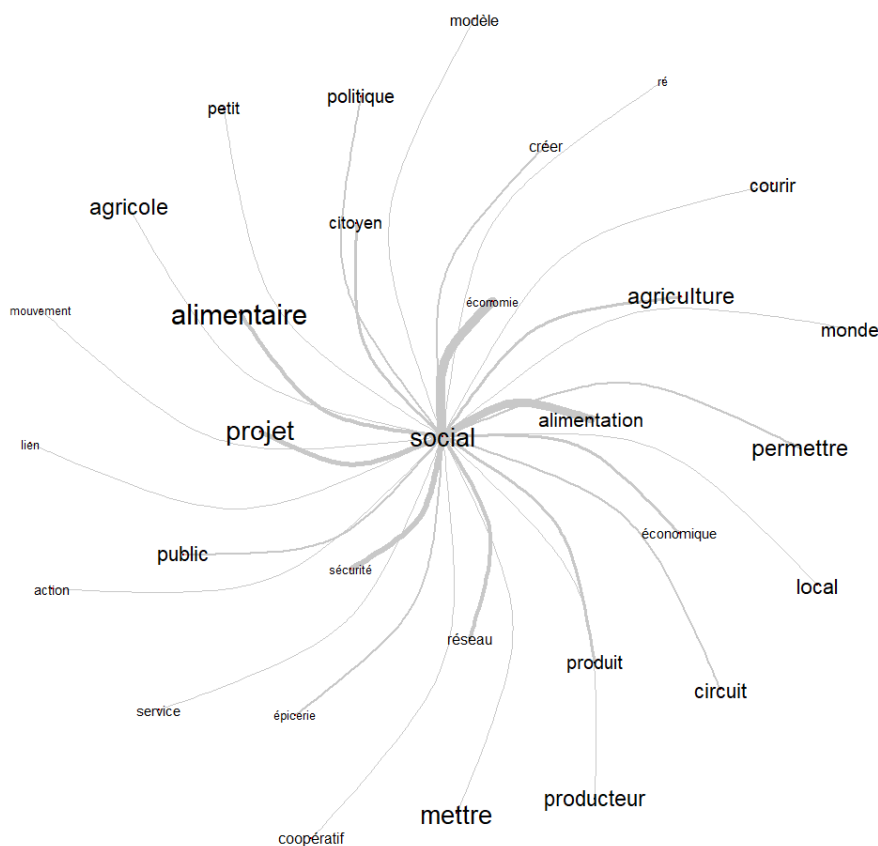 modèle
ré
politique
petit
créer
courir
agricole
citoyen
économie
agriculture
mouvement
alimentaire
monde
alimentation
projet
social
permettre
lien
économique
public
sécurité
action
local
réseau
produit
circuit
service
épicerie
producteur
mettre
coopératif